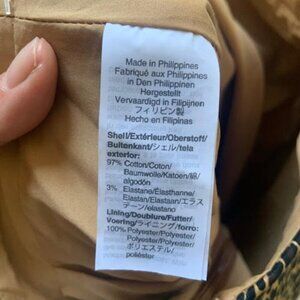 Made in Philippines
Fabriqué aux Philippines
in Den Philippinen
Hergestellt
Vervaardigd in Filipijnen
フィリピン製
Hecho en Filipinas
Shell/Extérieur/Oberstoff/
Buitenkant/シェル/tela
exterior:
97% Cotton/Coton/
Baumwolle/Katoen/綿/
algodón
3% Elastane/Élasthanne/
Elastan/Elastaan/エラス
テーン/elastano
Lining/Doublure/Futter/
Voering/ライニング/forro:
100% Polyester/Polyester/
Polyester/Polyester/
ポリエステル/
poliéster